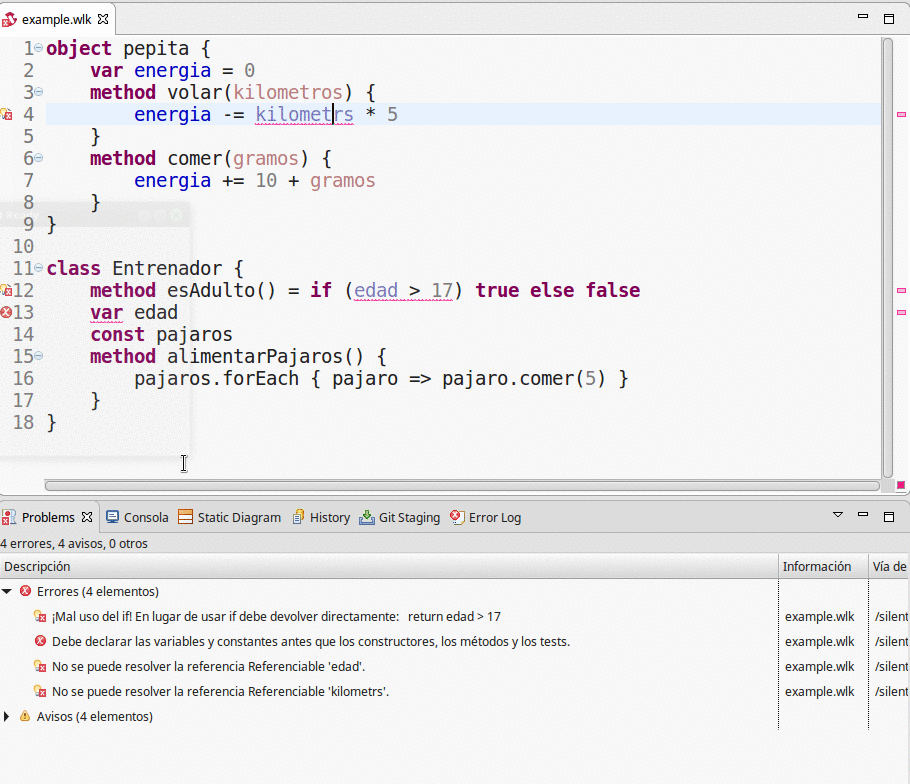 example.wlk
1 object pepita {
2     var energia = 0
3     method volar(kilometros) {
4         energia -= kilometrs * 5
5     }
6     method comer(gramos) {
7         energia += 10 + gramos
8     }
9 }
10
11 class Entrenador {
12     method esAdulto() = if (edad > 17) true else false
13     var edad
14     const pajaros
15     method alimentarPajaros() {
16         pajaros.forEach { pajaro => pajaro.comer(5) }
17     }
18 }
Problems Consola Static Diagram History Git Staging Error Log
4 errores, 4 avisos, 0 otros
Descripción Información Vía de
Errores (4 elementos)
¡Mal uso del if! En lugar de usar if debe devolver directamente: return edad > 17 example.wlk /silent
Debe declarar las variables y constantes antes que los constructores, los métodos y los tests. example.wlk /silent
No se puede resolver la referencia Referenciable 'edad'. example.wlk /silent
No se puede resolver la referencia Referenciable 'kilometrs'. example.wlk /silent
Avisos (4 elementos)